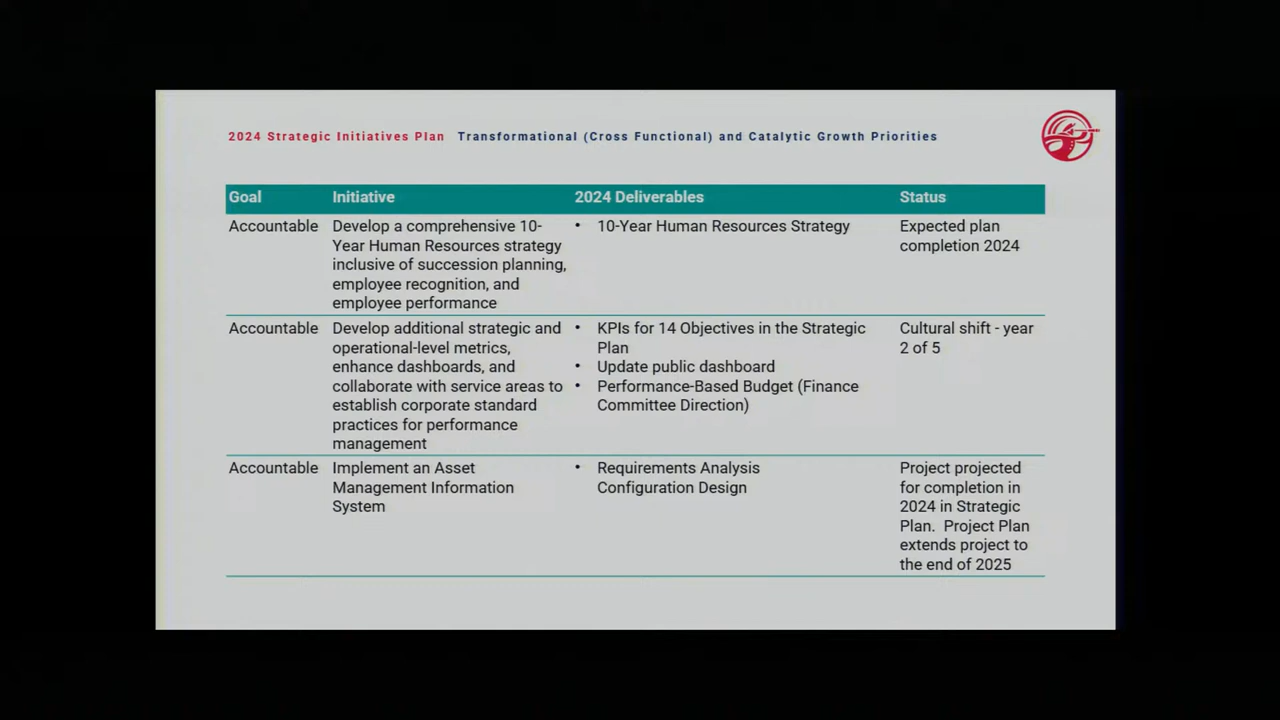 2024 Strategic Initiatives Plan Transformational (Cross Functional) and Catalytic Growth Priorities
Goal Initiative 2024 Deliverables Status
Accountable
Develop a comprehensive 10-
Year Human Resources strategy
inclusive of succession planning,
employee recognition, and
employee performance
• 10-Year Human Resources Strategy
Expected plan
completion 2024
Accountable
Develop additional strategic and
operational-level metrics,
enhance dashboards, and
collaborate with service areas to
establish corporate standard
practices for performance
management
• KPIs for 14 Objectives in the Strategic
Plan
• Update public dashboard
• Performance-Based Budget (Finance
Committee Direction)
Cultural shift - year
2 of 5
Accountable
Implement an Asset
Management Information
System
• Requirements Analysis
Configuration Design
Project projected
for completion in
2024 in Strategic
Plan. Project Plan
extends project to
the end of 2025